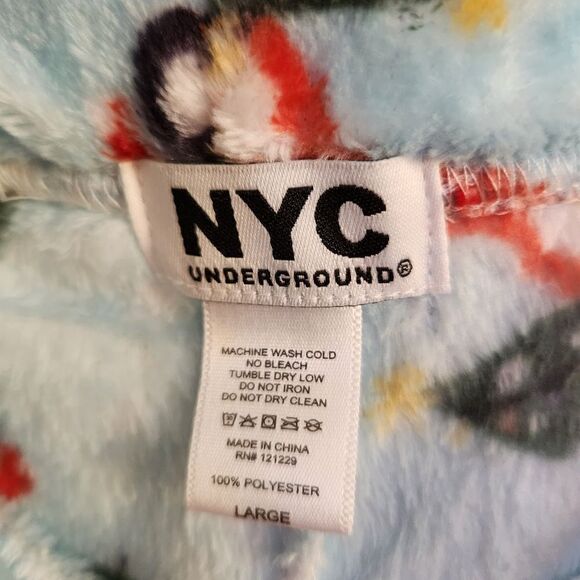 NYC
UNDERGROUND®
MACHINE WASH COLD
NO BLEACH
TUMBLE DRY LOW
DO NOT IRON
DO NOT DRY CLEAN
MADE IN CHINA
RN# 121229
100% POLYESTER
LARGE